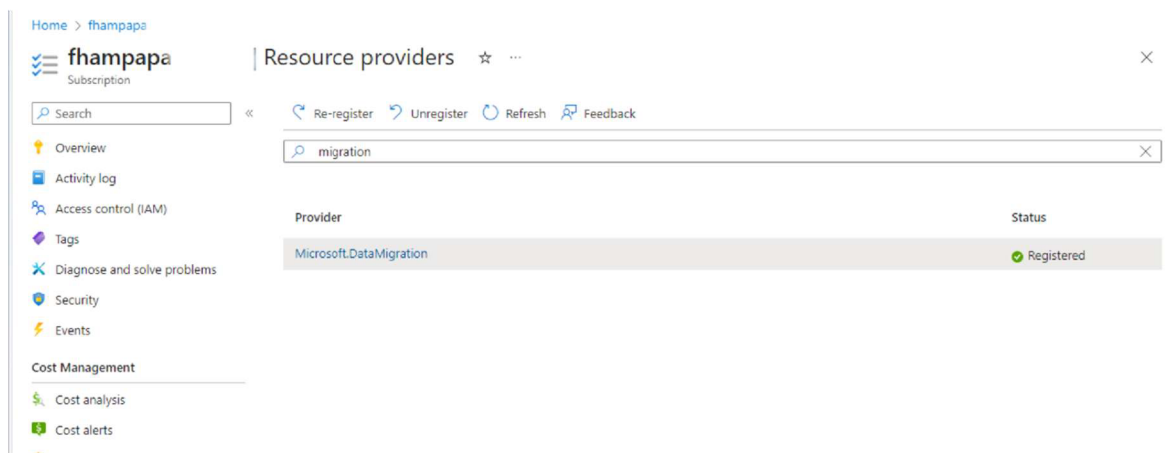 Home > fhampapa
fhampapa | Resource providers ☆ ...
Subscription
Search
Re-register Unregister Refresh Feedback
Overview
migration
Activity log
Access control (IAM)
Provider Status
Tags
Microsoft.DataMigration Registered
Diagnose and solve problems
Security
Events
Cost Management
Cost analysis
Cost alerts